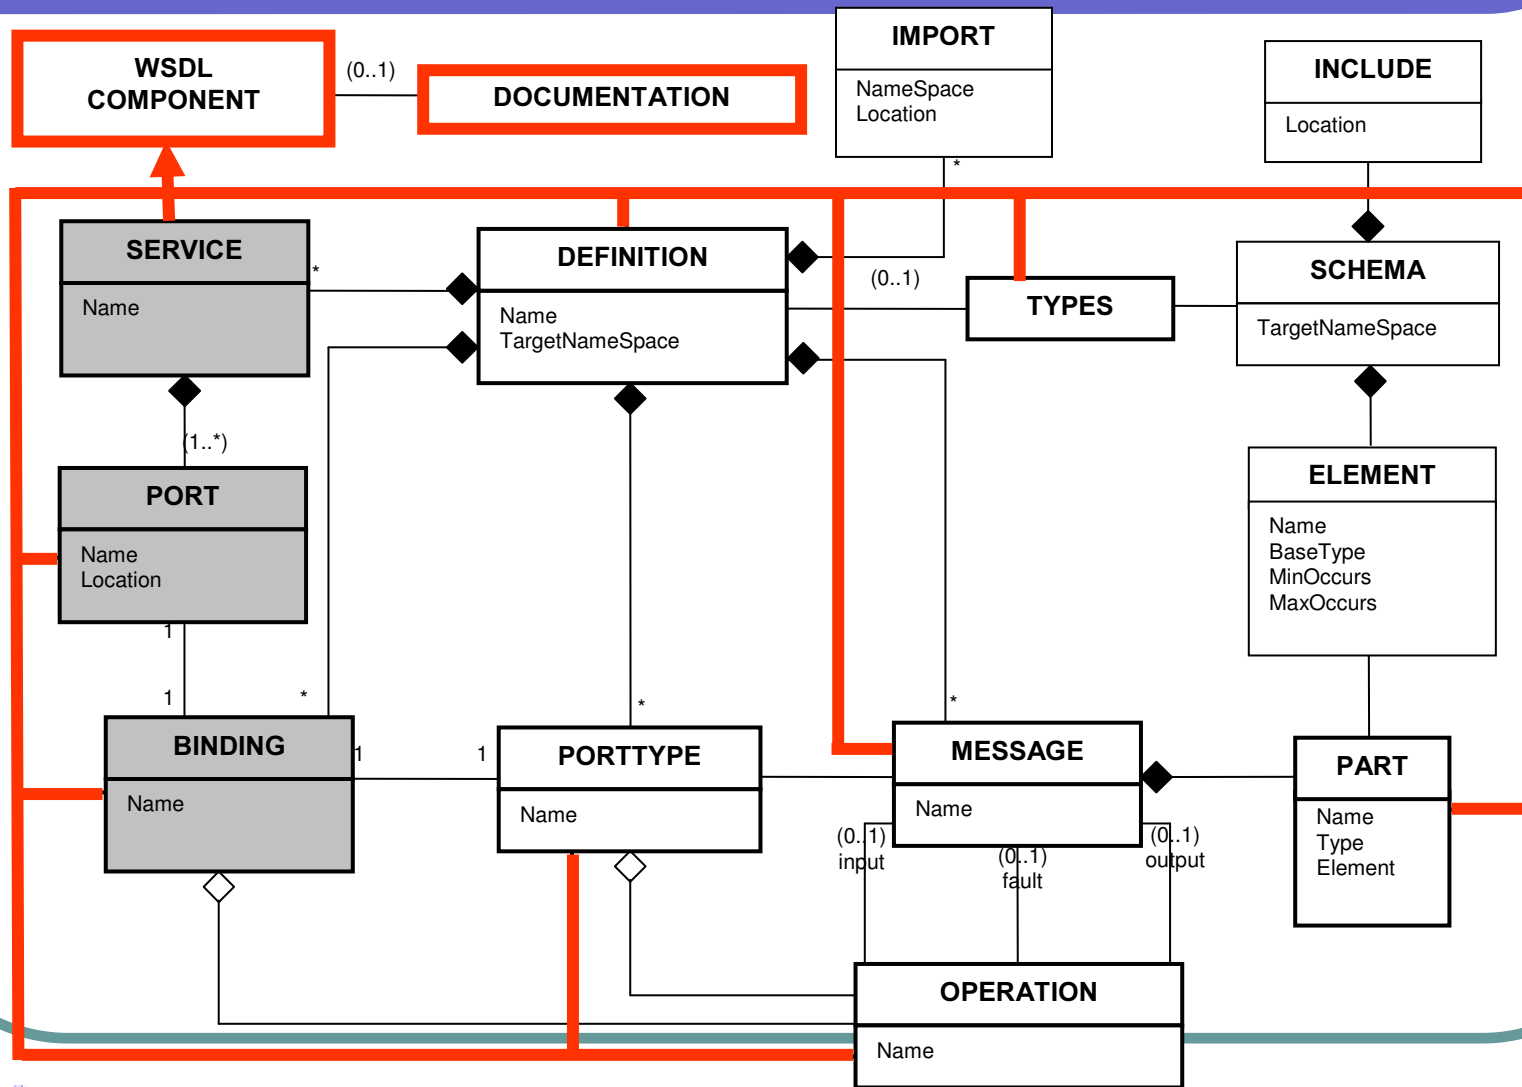 WSDL
COMPONENT
(0..1)
DOCUMENTATION
IMPORT
NameSpace
Location
*
INCLUDE
Location
SERVICE
Name
*
DEFINITION
Name
TargetNameSpace
(0..1)
TYPES
SCHEMA
TargetNameSpace
(1..*)
PORT
Name
Location
1
1
*
ELEMENT
Name
BaseType
MinOccurs
MaxOccurs
*
*
BINDING
Name
1
1
PORTTYPE
Name
MESSAGE
Name
PART
Name
Type
Element
(0..1)
input
(0..1)
fault
(0..1)
output
OPERATION
Name